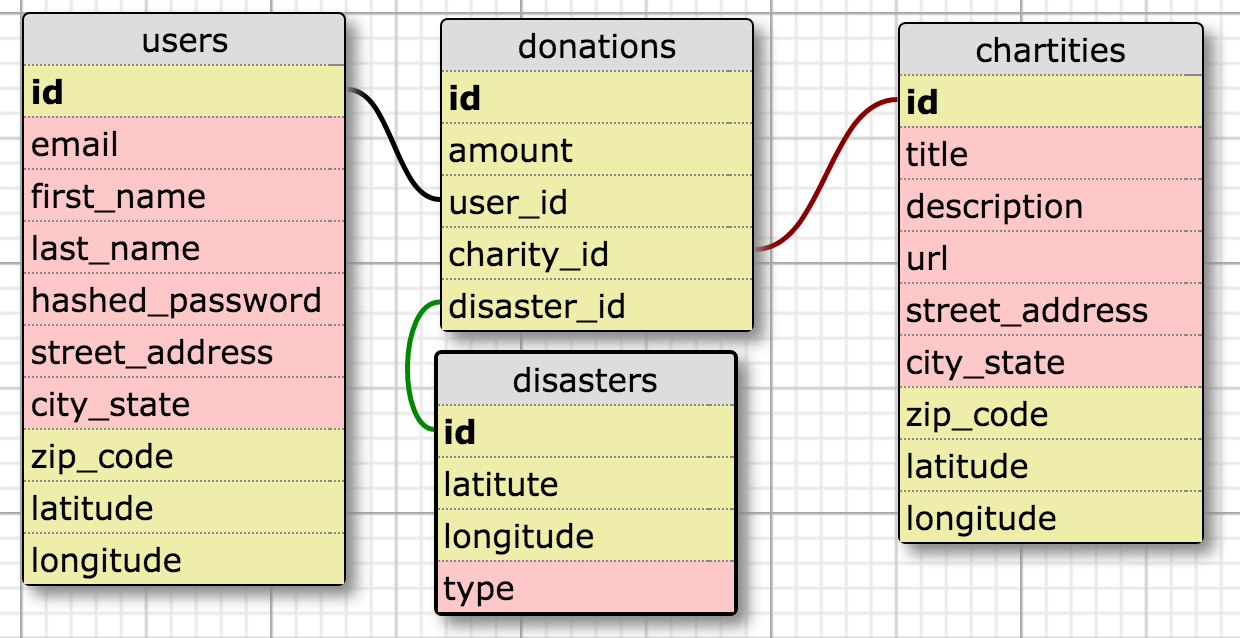 users
id
email
first_name
last_name
hashed_password
street_address
city_state
zip_code
latitude
longitude
donations
id
amount
user_id
charity_id
disaster_id
disasters
id
latitute
longitude
type
chartities
id
title
description
url
street_address
city_state
zip_code
latitude
longitude